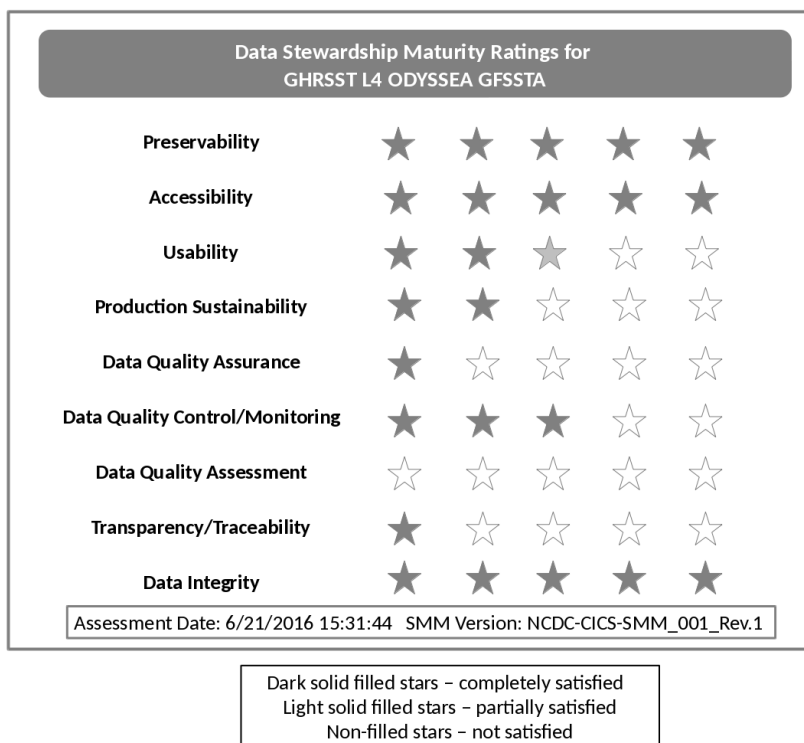 Data Stewardship Maturity Ratings for
GHRSST L4 ODYSSEA GFSSTA
Preservability
Accessibility
Usability
Production Sustainability
Data Quality Assurance
Data Quality Control/Monitoring
Data Quality Assessment
Transparency/Traceability
Data Integrity
Assessment Date: 6/21/2016 15:31:44 SMM Version: NCDC-CICS-SMM_001_Rev.1
Dark solid filled stars – completely satisfied
Light solid filled stars – partially satisfied
Non-filled stars – not satisfied